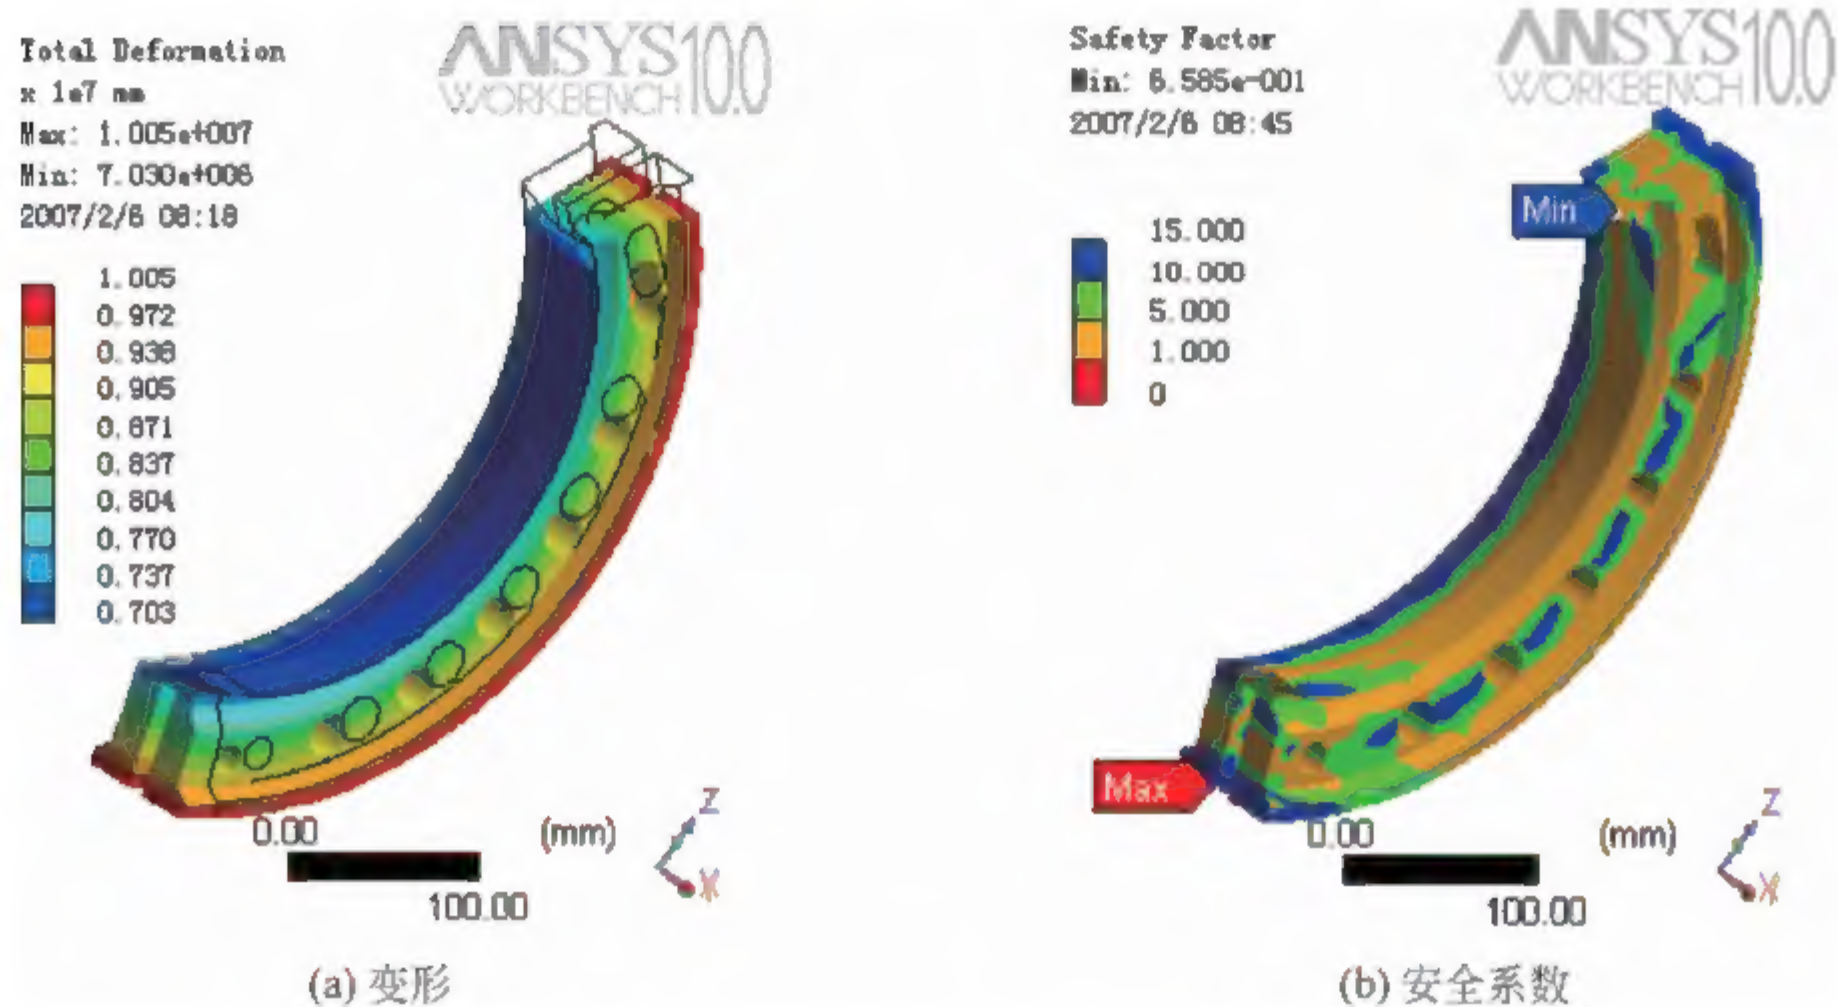 Total Deformation
x 1e7 mm
Max: 1.005e+007
Min: 7.030e+006
2007/2/6 08:18
ANSYS 10.0
WORKBENCH
1.005
0.972
0.938
0.905
0.871
0.837
0.804
0.770
0.737
0.703
0.00
(mm)
100.00
Z
X
(a) 变形
Safety Factor
Min: 6.585e-001
2007/2/6 08:45
ANSYS 10.0
WORKBENCH
15.000
10.000
5.000
1.000
0
Min
Max
0.00
(mm)
100.00
Z
X
(b) 安全系数